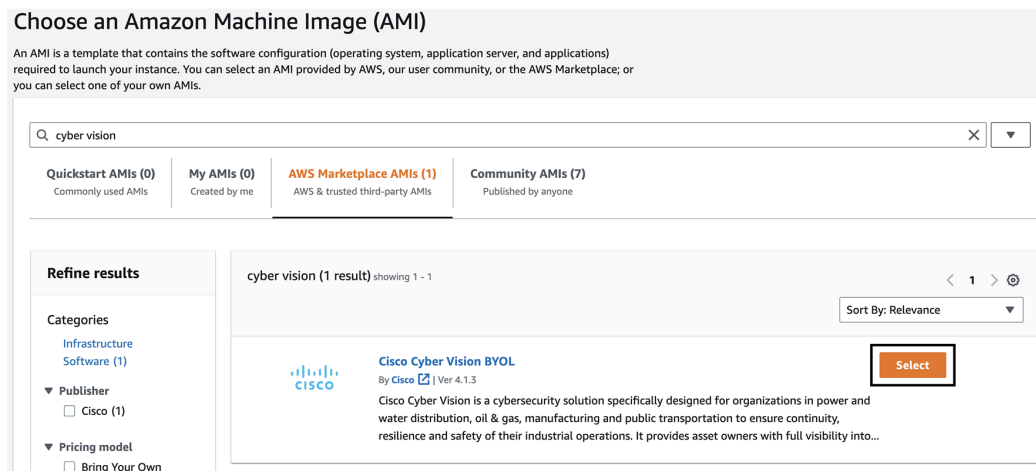 Choose an Amazon Machine Image (AMI)
An AMI is a template that contains the software configuration (operating system, application server, and applications)
required to launch your instance. You can select an AMI provided by AWS, our user community, or the AWS Marketplace; or
you can select one of your own AMIs.
cyber vision
Quickstart AMIs (0)
Commonly used AMIs
My AMIs (0)
Created by me
AWS Marketplace AMIs (1)
AWS & trusted third-party AMIs
Community AMIs (7)
Published by anyone
Refine results
Categories
Infrastructure
Software (1)
Publisher
Cisco (1)
Pricing model
Bring Your Own
cyber vision (1 result) showing 1 - 1
1
Sort By: Relevance
CISCO
Cisco Cyber Vision BYOL
By Cisco | Ver 4.1.3
Select
Cisco Cyber Vision is a cybersecurity solution specifically designed for organizations in power and
water distribution, oil & gas, manufacturing and public transportation to ensure continuity,
resilience and safety of their industrial operations. It provides asset owners with full visibility into...